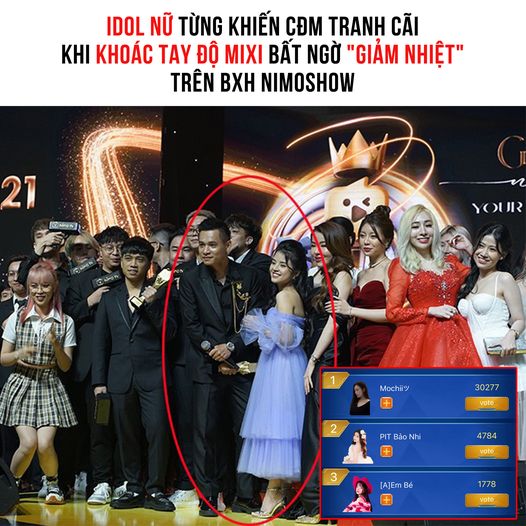 IDOL NỮ TỪNG KHIẾN CĐM TRANH CÃI
KHI KHOÁC TAY ĐỘ MIXI BẤT NGỜ "GIẢM NHIỆT"
TRÊN BXH NIMOSHOW
21
G
YOUR
1
Mochiiツ
30277
vote
2
PIT Bảo Nhi
4784
vote
3
[A]Em Bé
1778
vote